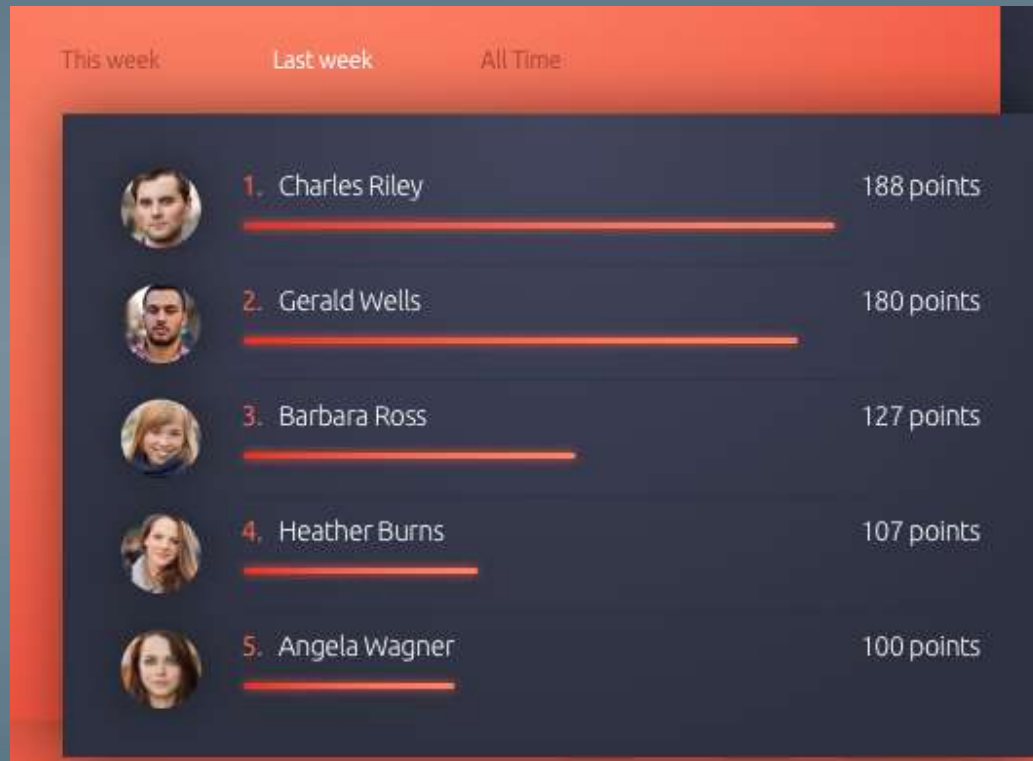 This week Last week All Time
1. Charles Riley 188 points
2. Gerald Wells 180 points
3. Barbara Ross 127 points
4. Heather Burns 107 points
5. Angela Wagner 100 points